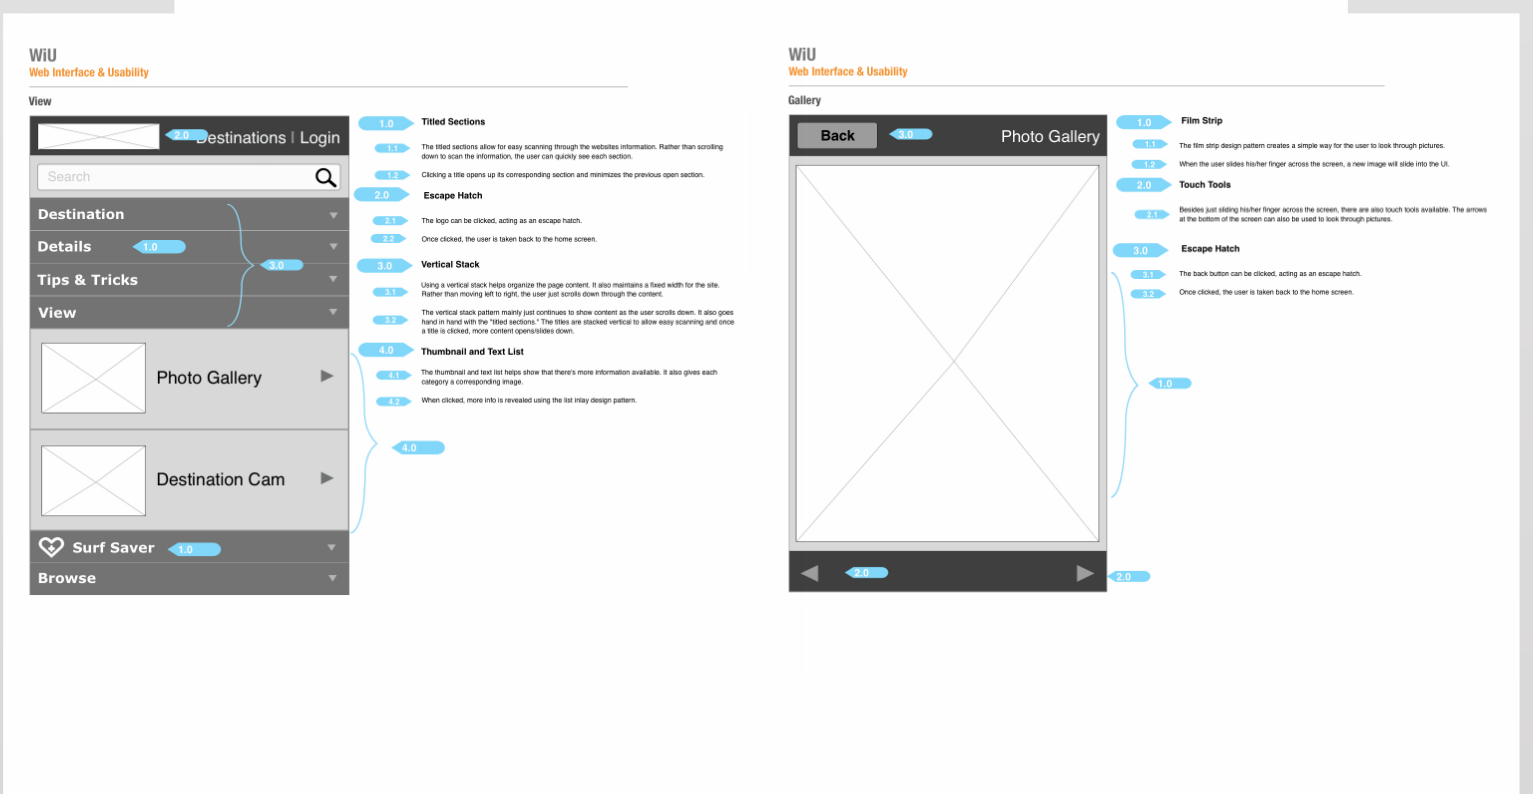 WiU
Web Interface & Usability
View
2.0
Destinations | Login
Search
Destination
Details
1.0
3.0
Tips & Tricks
View
Photo Gallery
Destination Cam
4.0
Surf Saver
1.0
Browse
1.0
Titled Sections
1.1
The titled sections allow for easy scanning through the websites information. Rather than scrolling
down to scan the information, the user can quickly see each section.
1.2
Clicking a title opens up its corresponding section and minimizes the previous open section.
2.0
Escape Hatch
2.1
The logo can be clicked, acting as an escape hatch.
2.2
Once clicked, the user is taken back to the home screen.
3.0
Vertical Stack
3.1
Using a vertical stack helps organize the page content. It also maintains a fixed width for the site.
Rather than moving left to right, the user just scrolls down through the content.
3.2
The vertical stack pattern mainly just continues to show content as the user scrolls down. It also goes
hand in hand with the "titled sections." The titles are stacked vertical to allow easy scanning and once
a title is clicked, more content opens/slides down.
4.0
Thumbnail and Text List
4.1
The thumbnail and text list helps show that there's more information available. It also gives each
category a corresponding image.
4.2
When clicked, more info is revealed using the list inlay design pattern.
WiU
Web Interface & Usability
Gallery
Back
3.0
Photo Gallery
1.0
2.0
2.0
1.0
Film Strip
1.1
The film strip design pattern creates a simple way for the user to look through pictures.
1.2
When the user slides his/her finger across the screen, a new image will slide into the UI.
2.0
Touch Tools
2.1
Besides just sliding his/her finger across the screen, there are also touch tools available. The arrows
at the bottom of the screen can also be used to look through pictures.
3.0
Escape Hatch
3.1
The back button can be clicked, acting as an escape hatch.
3.2
Once clicked, the user is taken back to the home screen.